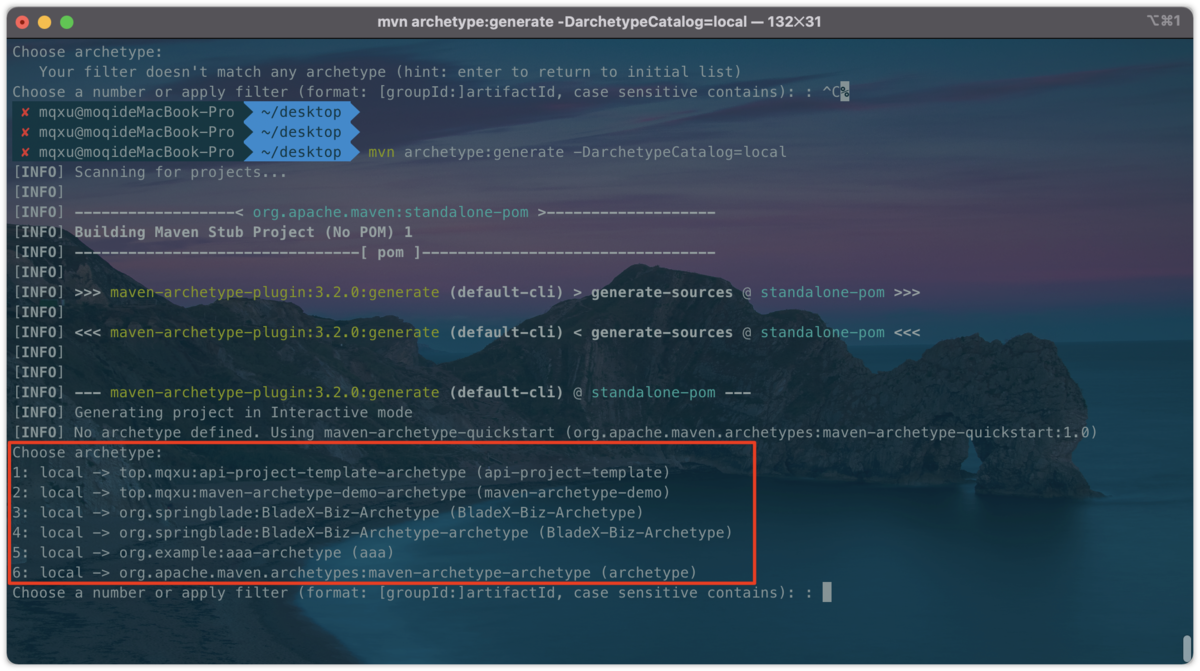 mvn archetype:generate -DarchetypeCatalog=local — 132×31
⌥⌘1
Choose archetype:
   Your filter doesn't match any archetype (hint: enter to return to initial list)
Choose a number or apply filter (format: [groupId:]artifactId, case sensitive contains): : ^C%
✘ mqxu@moqideMacBook-Pro  ~/desktop
✘ mqxu@moqideMacBook-Pro  ~/desktop
✘ mqxu@moqideMacBook-Pro  ~/desktop  mvn archetype:generate -DarchetypeCatalog=local
[INFO] Scanning for projects...
[INFO]
[INFO] ------------------< org.apache.maven:standalone-pom >-------------------
[INFO] Building Maven Stub Project (No POM) 1
[INFO] --------------------------------[ pom ]---------------------------------
[INFO]
[INFO] >>> maven-archetype-plugin:3.2.0:generate (default-cli) > generate-sources @ standalone-pom >>>
[INFO]
[INFO] <<< maven-archetype-plugin:3.2.0:generate (default-cli) < generate-sources @ standalone-pom <<<
[INFO]
[INFO]
[INFO] --- maven-archetype-plugin:3.2.0:generate (default-cli) @ standalone-pom ---
[INFO] Generating project in Interactive mode
[INFO] No archetype defined. Using maven-archetype-quickstart (org.apache.maven.archetypes:maven-archetype-quickstart:1.0)
Choose archetype:
1: local -> top.mqxu:api-project-template-archetype (api-project-template)
2: local -> top.mqxu:maven-archetype-demo-archetype (maven-archetype-demo)
3: local -> org.springblade:BladeX-Biz-Archetype (BladeX-Biz-Archetype)
4: local -> org.springblade:BladeX-Biz-Archetype-archetype (BladeX-Biz-Archetype)
5: local -> org.example:aaa-archetype (aaa)
6: local -> org.apache.maven.archetypes:maven-archetype-archetype (archetype)
Choose a number or apply filter (format: [groupId:]artifactId, case sensitive contains): :